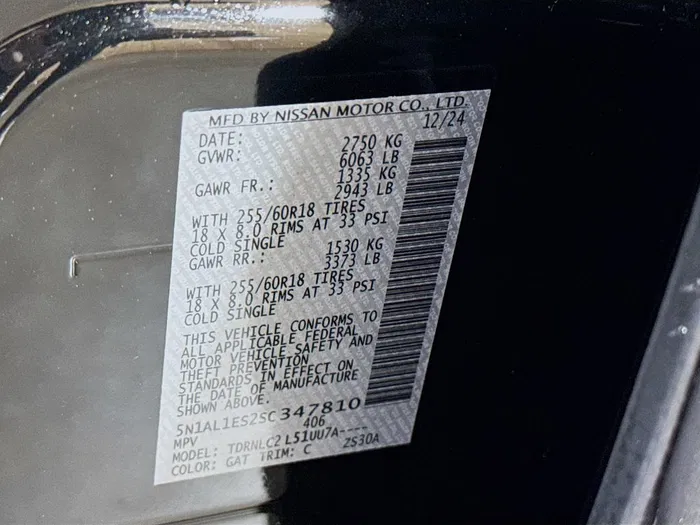 MFD BY NISSAN MOTOR CO., LTD.
DATE: 12/24
GVWR: 2750 KG
6063 LB
GAWR FR.: 1335 KG
2943 LB
WITH 255/60R18 TIRES
18 X 8.0 RIMS AT 33 PSI
COLD SINGLE
GAWR RR.: 1530 KG
3373 LB
WITH 255/60R18 TIRES
18 X 8.0 RIMS AT 33 PSI
COLD SINGLE
THIS VEHICLE CONFORMS TO
ALL APPLICABLE FEDERAL
MOTOR VEHICLE SAFETY AND
THEFT PREVENTION
STANDARDS IN EFFECT ON
THE DATE OF MANUFACTURE
SHOWN ABOVE.
5N1AL1ES2SC347810
MPV 406
MODEL: TDRNLC2 L51UU7A----
COLOR: GAT TRIM: C ZS30A